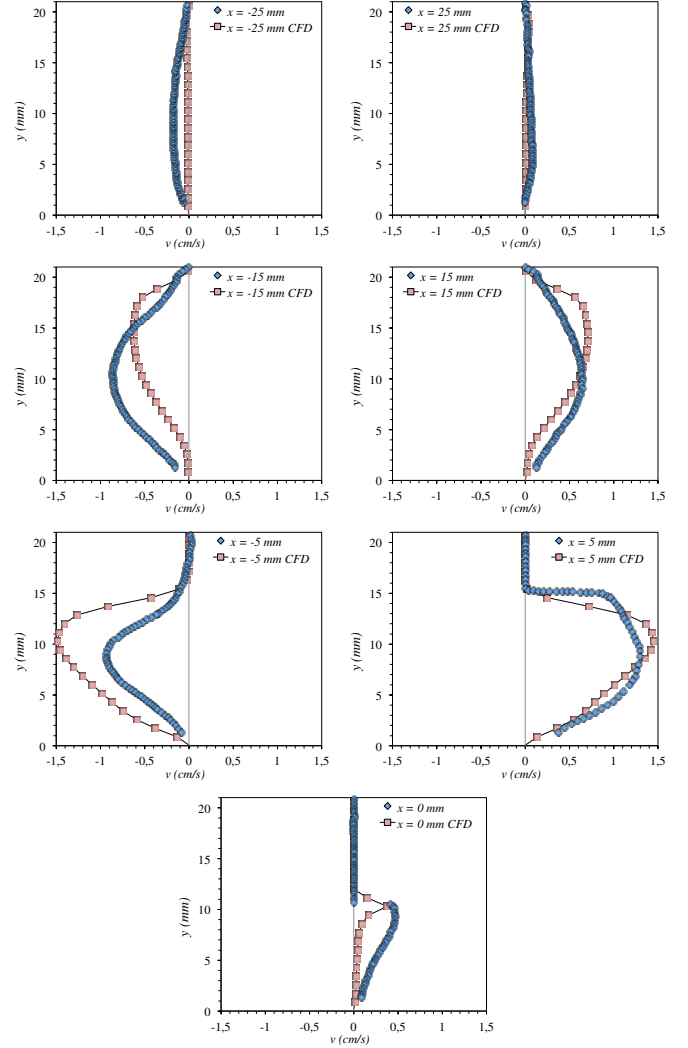 20
15
10
5
0
y (mm)
x = -25 mm
x = -25 mm CFD
-1,5 -1 -0,5 0 0,5 1 1,5
v (cm/s)
20
15
10
5
0
y (mm)
x = 25 mm
x = 25 mm CFD
-1,5 -1 -0,5 0 0,5 1 1,5
v (cm/s)
20
15
10
5
0
y (mm)
x = -15 mm
x = -15 mm CFD
-1,5 -1 -0,5 0 0,5 1 1,5
v (cm/s)
20
15
10
5
0
y (mm)
x = 15 mm
x = 15 mm CFD
-1,5 -1 -0,5 0 0,5 1 1,5
v (cm/s)
20
15
10
5
0
y (mm)
x = -5 mm
x = -5 mm CFD
-1,5 -1 -0,5 0 0,5 1 1,5
v (cm/s)
20
15
10
5
0
y (mm)
x = 5 mm
x = 5 mm CFD
-1,5 -1 -0,5 0 0,5 1 1,5
v (cm/s)
20
15
10
5
0
y (mm)
x = 0 mm
x = 0 mm CFD
-1,5 -1 -0,5 0 0,5 1 1,5
v (cm/s)